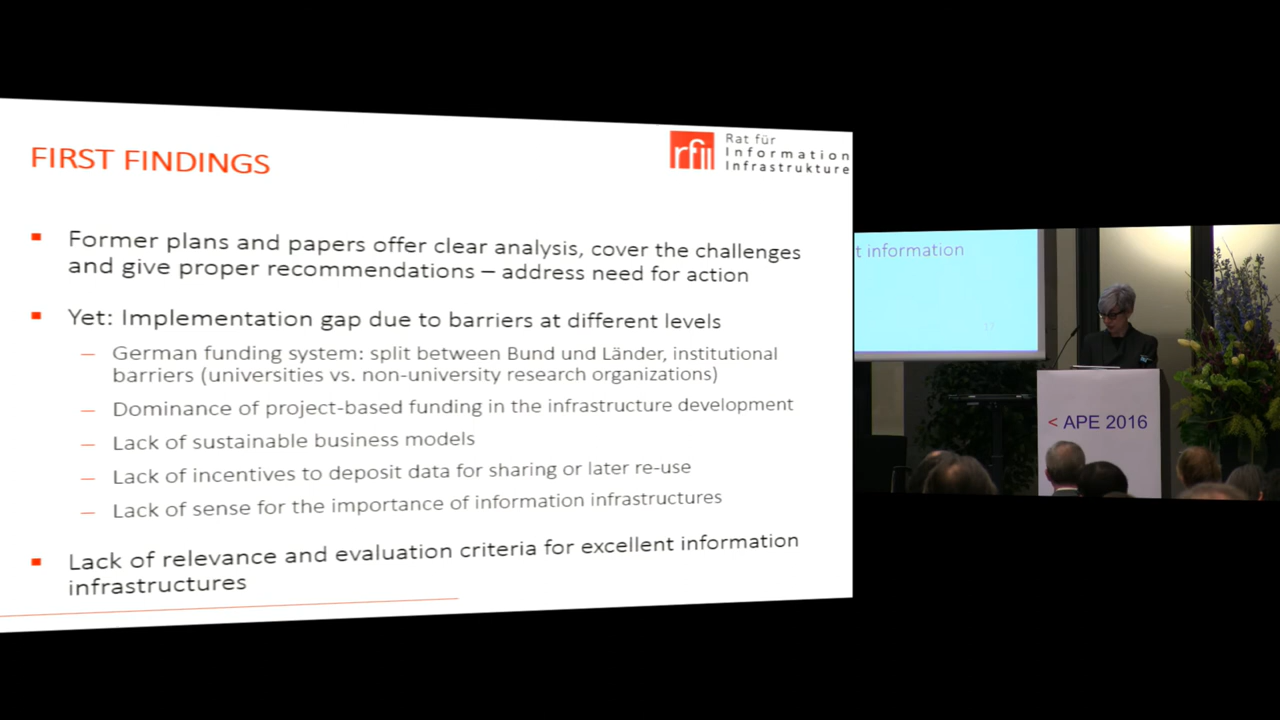 FIRST FINDINGS
rfii
Rat für
Information
Infrastrukture
Former plans and papers offer clear analysis, cover the challenges
and give proper recommendations – address need for action
Yet: Implementation gap due to barriers at different levels
– German funding system: split between Bund und Länder, institutional
barriers (universities vs. non-university research organizations)
– Dominance of project-based funding in the infrastructure development
– Lack of sustainable business models
– Lack of incentives to deposit data for sharing or later re-use
– Lack of sense for the importance of information infrastructures
Lack of relevance and evaluation criteria for excellent information
infrastructures
t information
17
< APE 2016